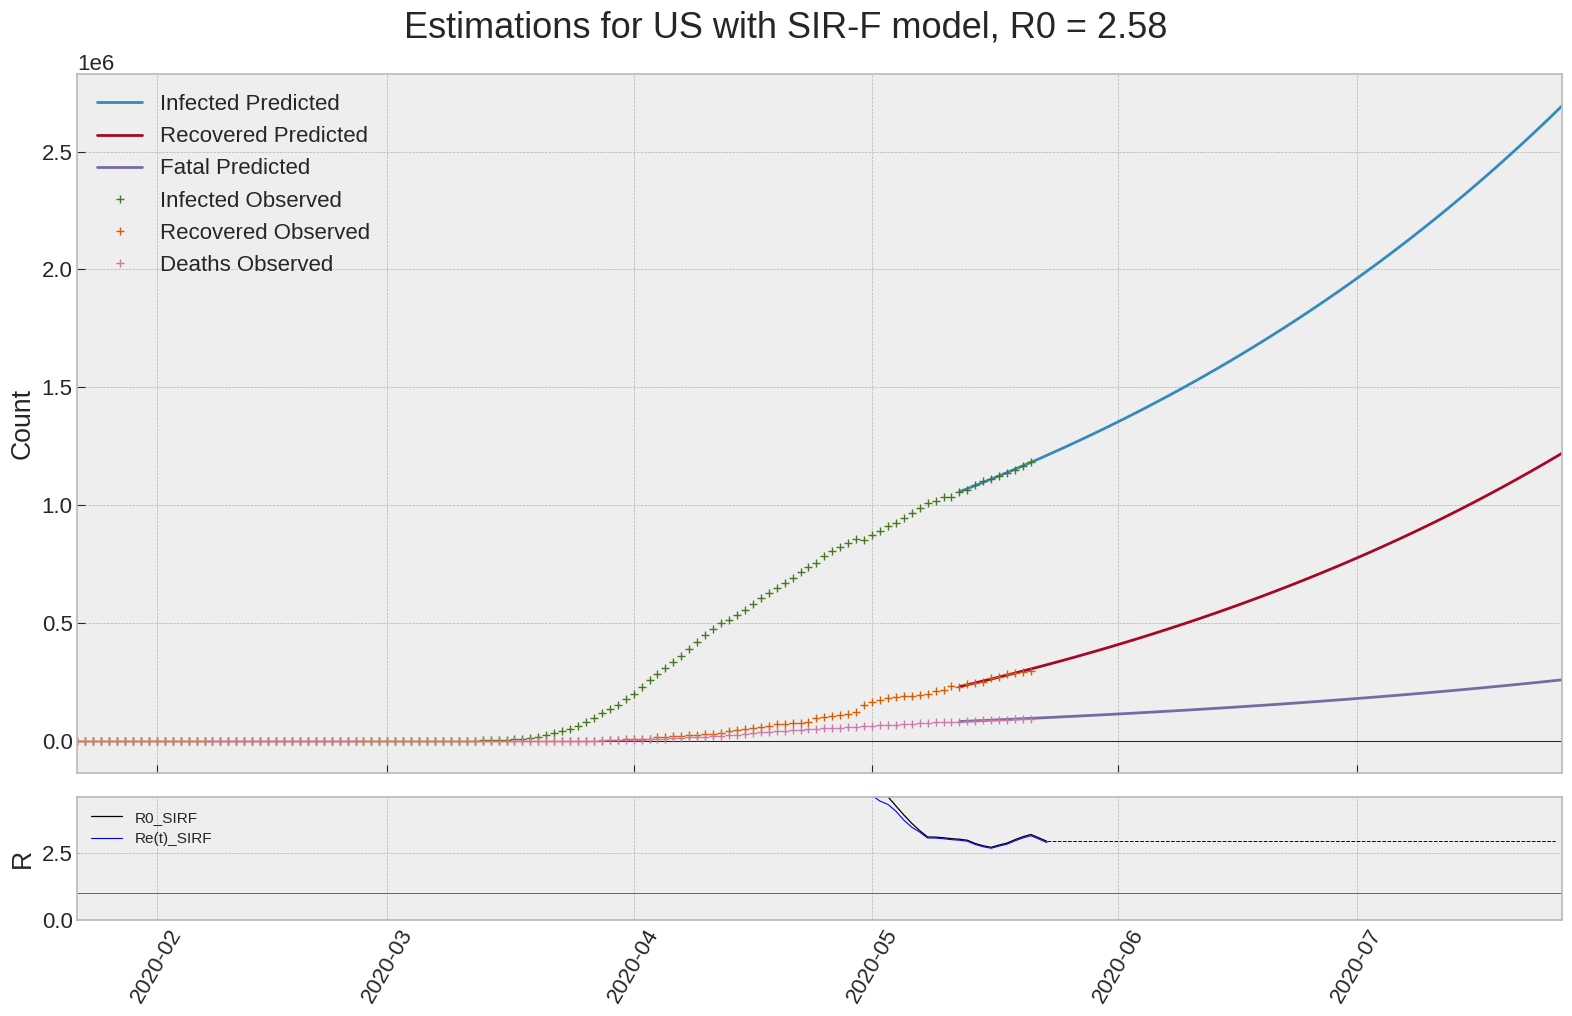 Estimations for US with SIR-F model, R0 = 2.58
1e6
Infected Predicted
Recovered Predicted
Fatal Predicted
Infected Observed
Recovered Observed
Deaths Observed
2.5
2.0
1.5
1.0
0.5
0.0
Count
R0_SIRF
Re(t)_SIRF
2.5
0.0
R
2020-02
2020-03
2020-04
2020-05
2020-06
2020-07